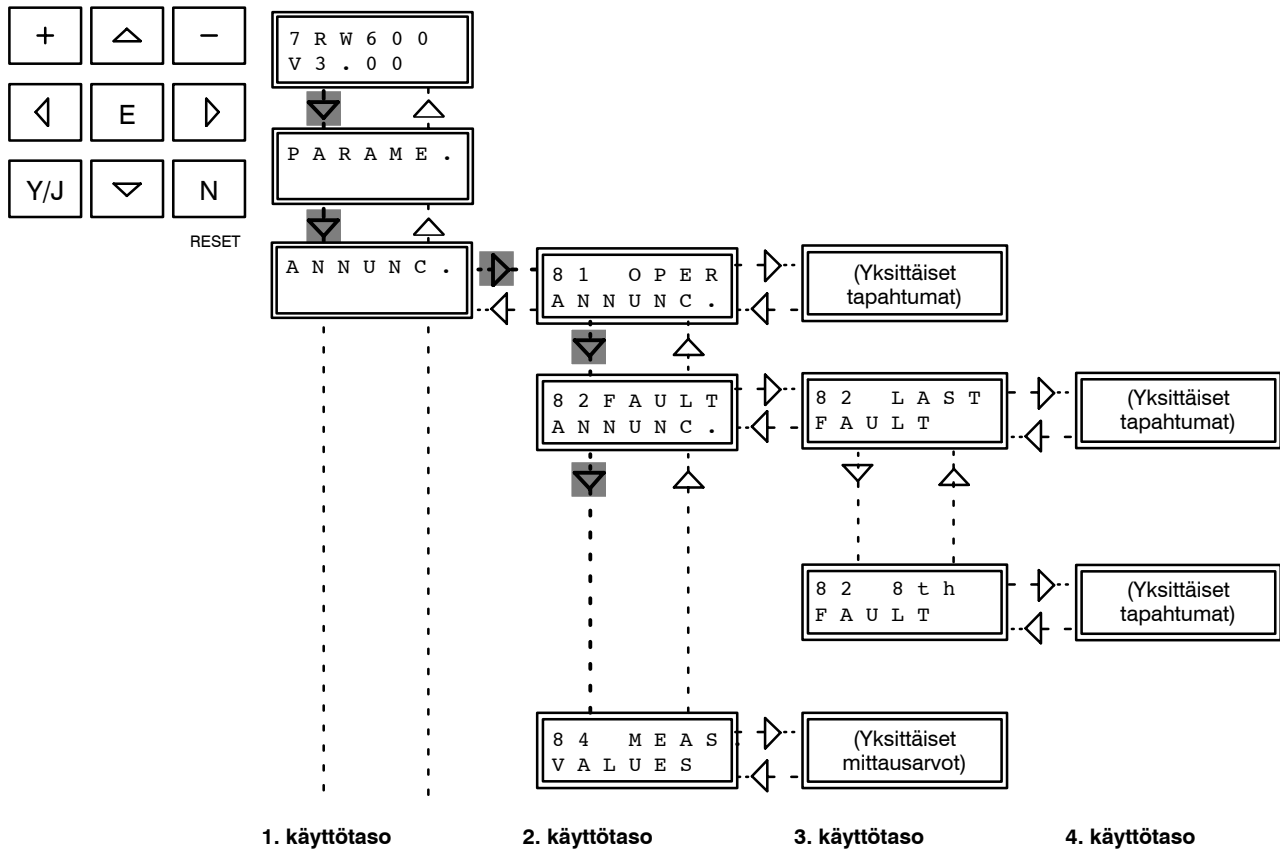 + −
E
Y/J N
RESET
7RW600
V3.00
PARAME.
ANNUNC.
81 OPER
ANNUNC.
(Yksittäiset
tapahtumat)
82FAULT
ANNUNC.
82 LAST
FAULT
(Yksittäiset
tapahtumat)
82 8th
FAULT
(Yksittäiset
tapahtumat)
84 MEAS.
VALUES
(Yksittäiset
mittausarvot)
1. käyttötaso 2. käyttötaso 3. käyttötaso 4. käyttötaso